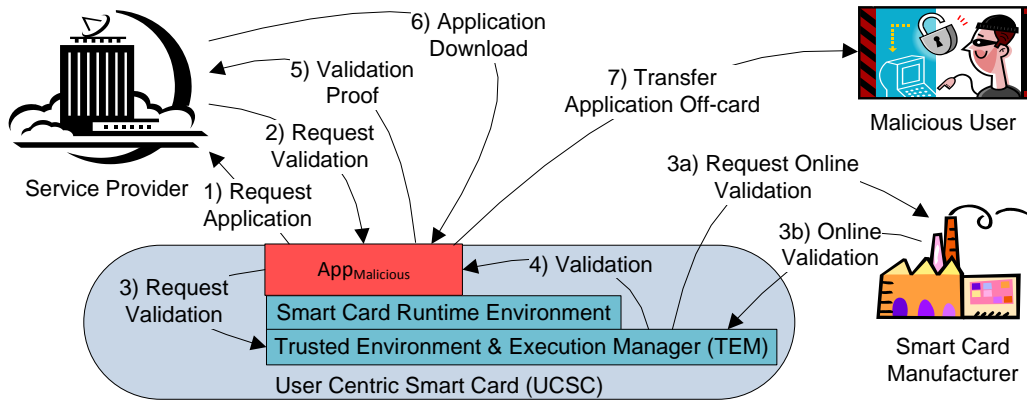 6) Application
Download
5) Validation
Proof
7) Transfer
Application Off-card
Malicious User
2) Request
Validation
Service Provider
1) Request
Application
3a) Request Online
Validation
3b) Online
Validation
App_Malicious
4) Validation
3) Request
Validation
Smart Card Runtime Environment
Trusted Environment & Execution Manager (TEM)
User Centric Smart Card (UCSC)
Smart Card
Manufacturer